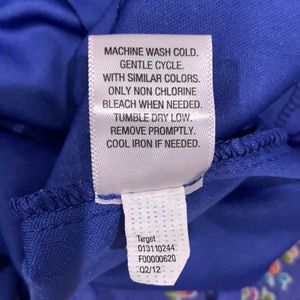 MACHINE WASH COLD.
GENTLE CYCLE.
WITH SIMILAR COLORS.
ONLY NON CHLORINE
BLEACH WHEN NEEDED.
TUMBLE DRY LOW.
REMOVE PROMPTLY.
COOL IRON IF NEEDED.
Target
013110244
F00000620
Q2/12